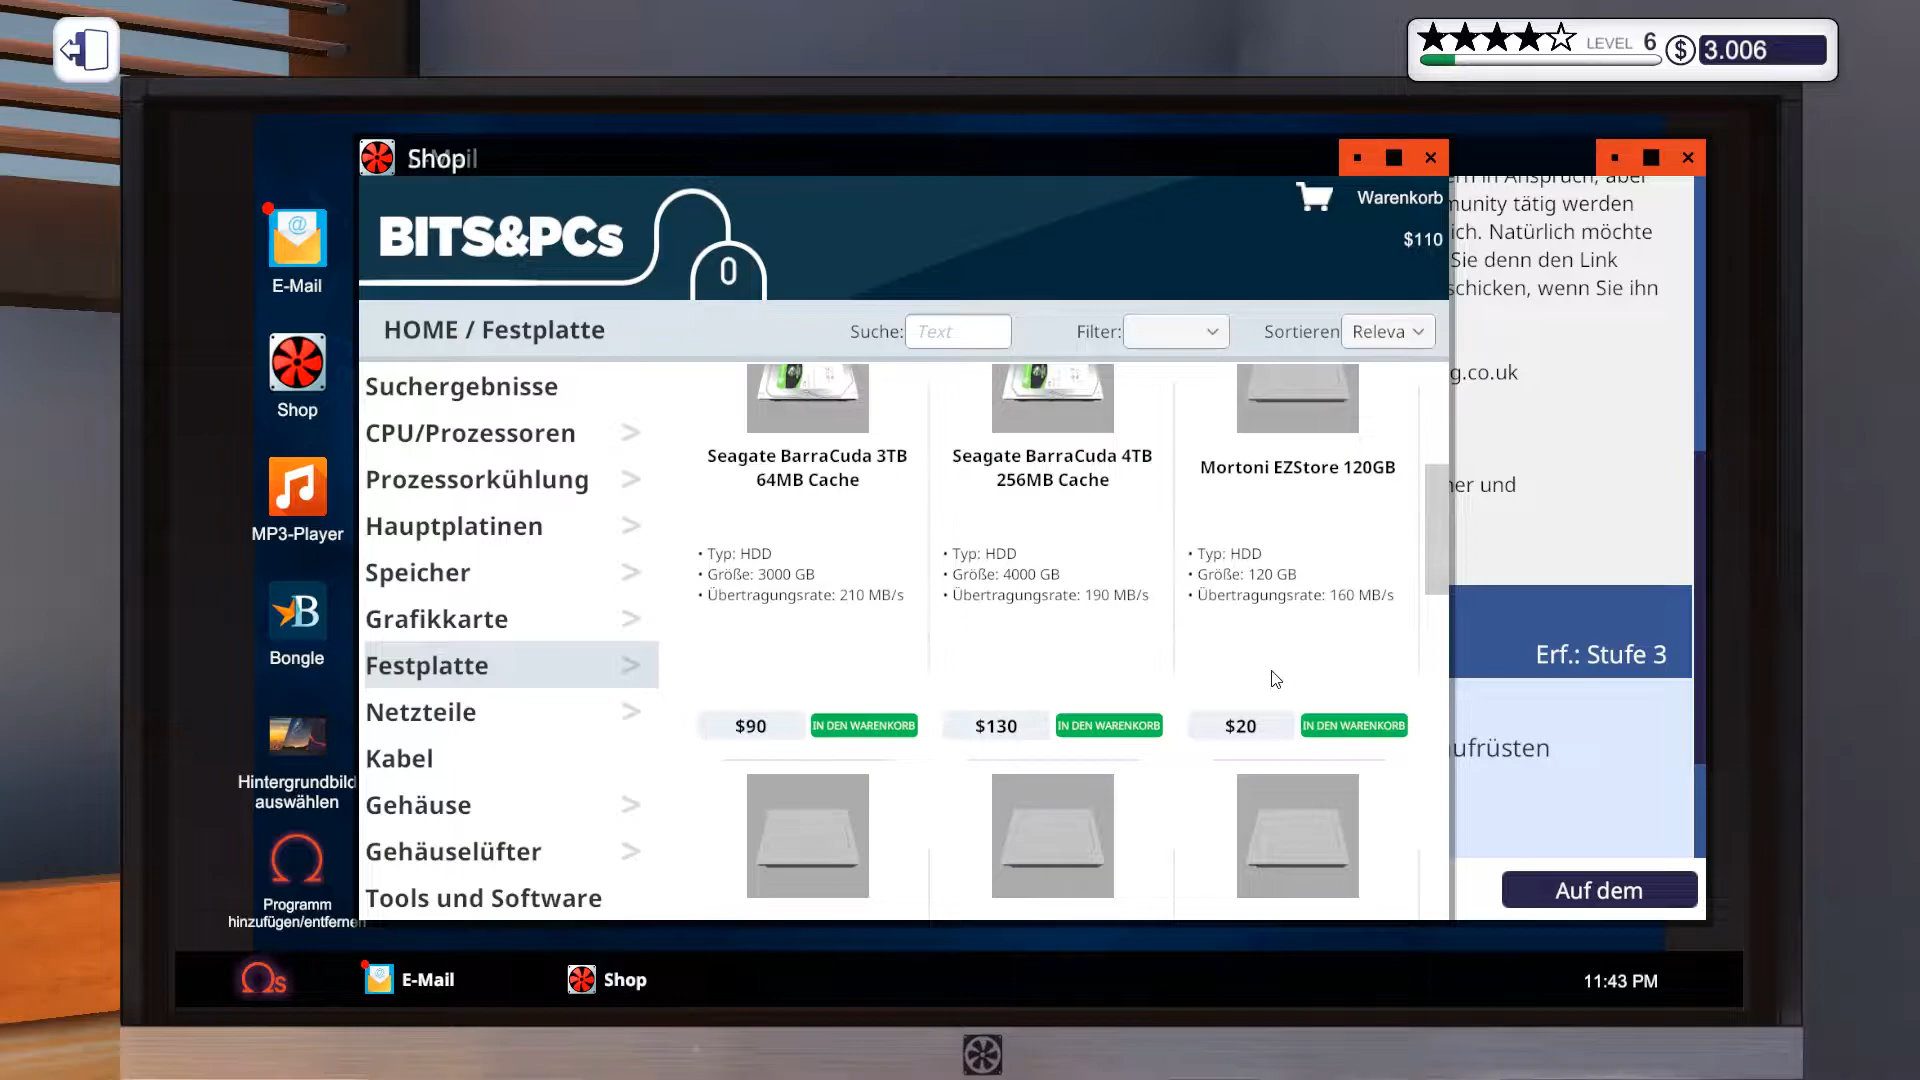 LEVEL 6
$ 3.006
Shop
BITS&PCs
Warenkorb
$110
HOME / Festplatte
Suche: Text
Filter:
Sortieren Releva
Suchergebnisse
CPU/Prozessoren >
Prozessorkühlung >
Hauptplatinen >
Speicher >
Grafikkarte >
Festplatte >
Netzteile >
Kabel
Gehäuse >
Gehäuselüfter >
Tools und Software
Seagate BarraCuda 3TB
64MB Cache
• Typ: HDD
• Größe: 3000 GB
• Übertragungsrate: 210 MB/s
$90 IN DEN WARENKORB
Seagate BarraCuda 4TB
256MB Cache
• Typ: HDD
• Größe: 4000 GB
• Übertragungsrate: 190 MB/s
$130 IN DEN WARENKORB
Mortoni EZStore 120GB
• Typ: HDD
• Größe: 120 GB
• Übertragungsrate: 160 MB/s
$20 IN DEN WARENKORB
in Anspruch, aber
munity tätig werden
ich. Natürlich möchte
Sie denn den Link
schicken, wenn Sie ihn
g.co.uk
her und
Erf.: Stufe 3
ufrüsten
Auf dem
E-Mail
Shop
MP3-Player
B
Bongle
Hintergrundbild
auswählen
Programm
hinzufügen/entferne
Ωs
E-Mail
Shop
11:43 PM